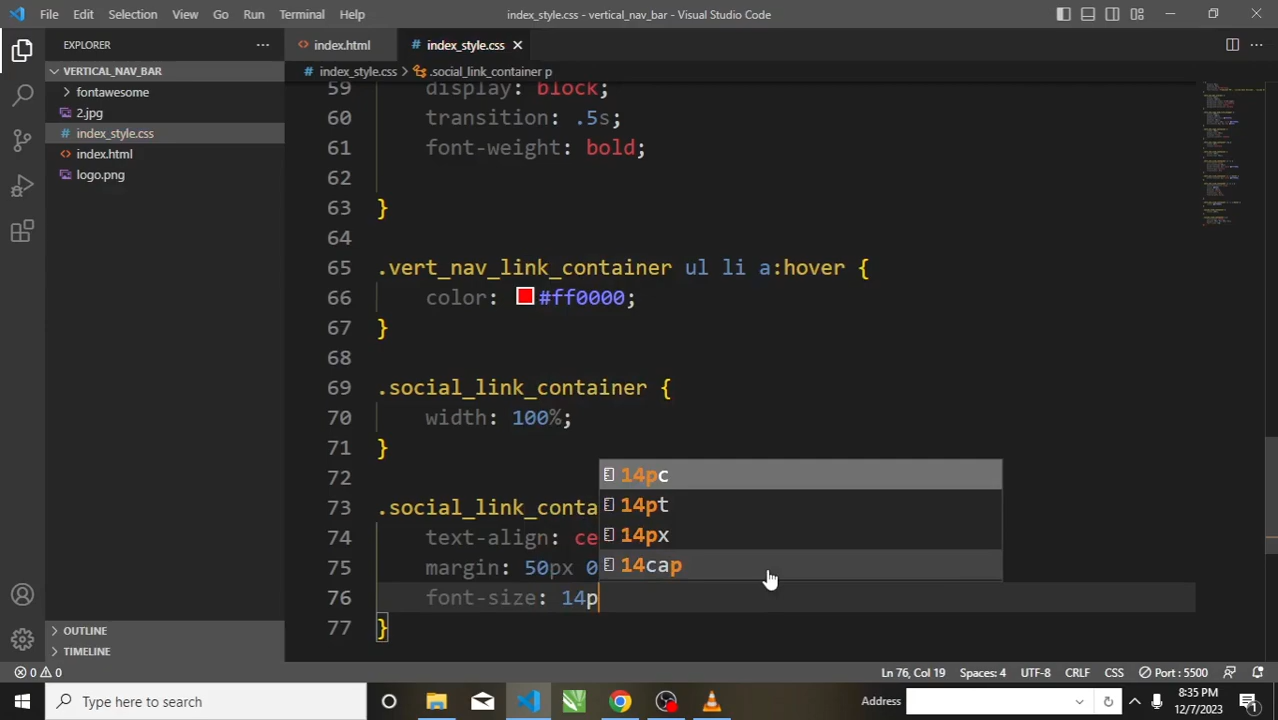 File Edit Selection View Go Run Terminal Help index_style.css - vertical_nav_bar - Visual Studio Code
EXPLORER
index.html
index_style.css
VERTICAL_NAV_BAR
index_style.css
.social_link_container p
fontawesome
2.jpg
index_style.css
index.html
logo.png
59 display: block;
60 transition: .5s;
61 font-weight: bold;
62
63 }
64
65 .vert_nav_link_container ul li a:hover {
66 color: #ff0000;
67 }
68
69 .social_link_container {
70 width: 100%;
71 }
72
73 .social_link_conta
74 text-align: ce
75 margin: 50px 0
76 font-size: 14p
77 }
14pc
14pt
14px
14cap
OUTLINE
TIMELINE
0 0 Ln 76, Col 19 Spaces: 4 UTF-8 CRLF CSS Port : 5500
Type here to search
Address
8:35 PM
12/7/2023
1